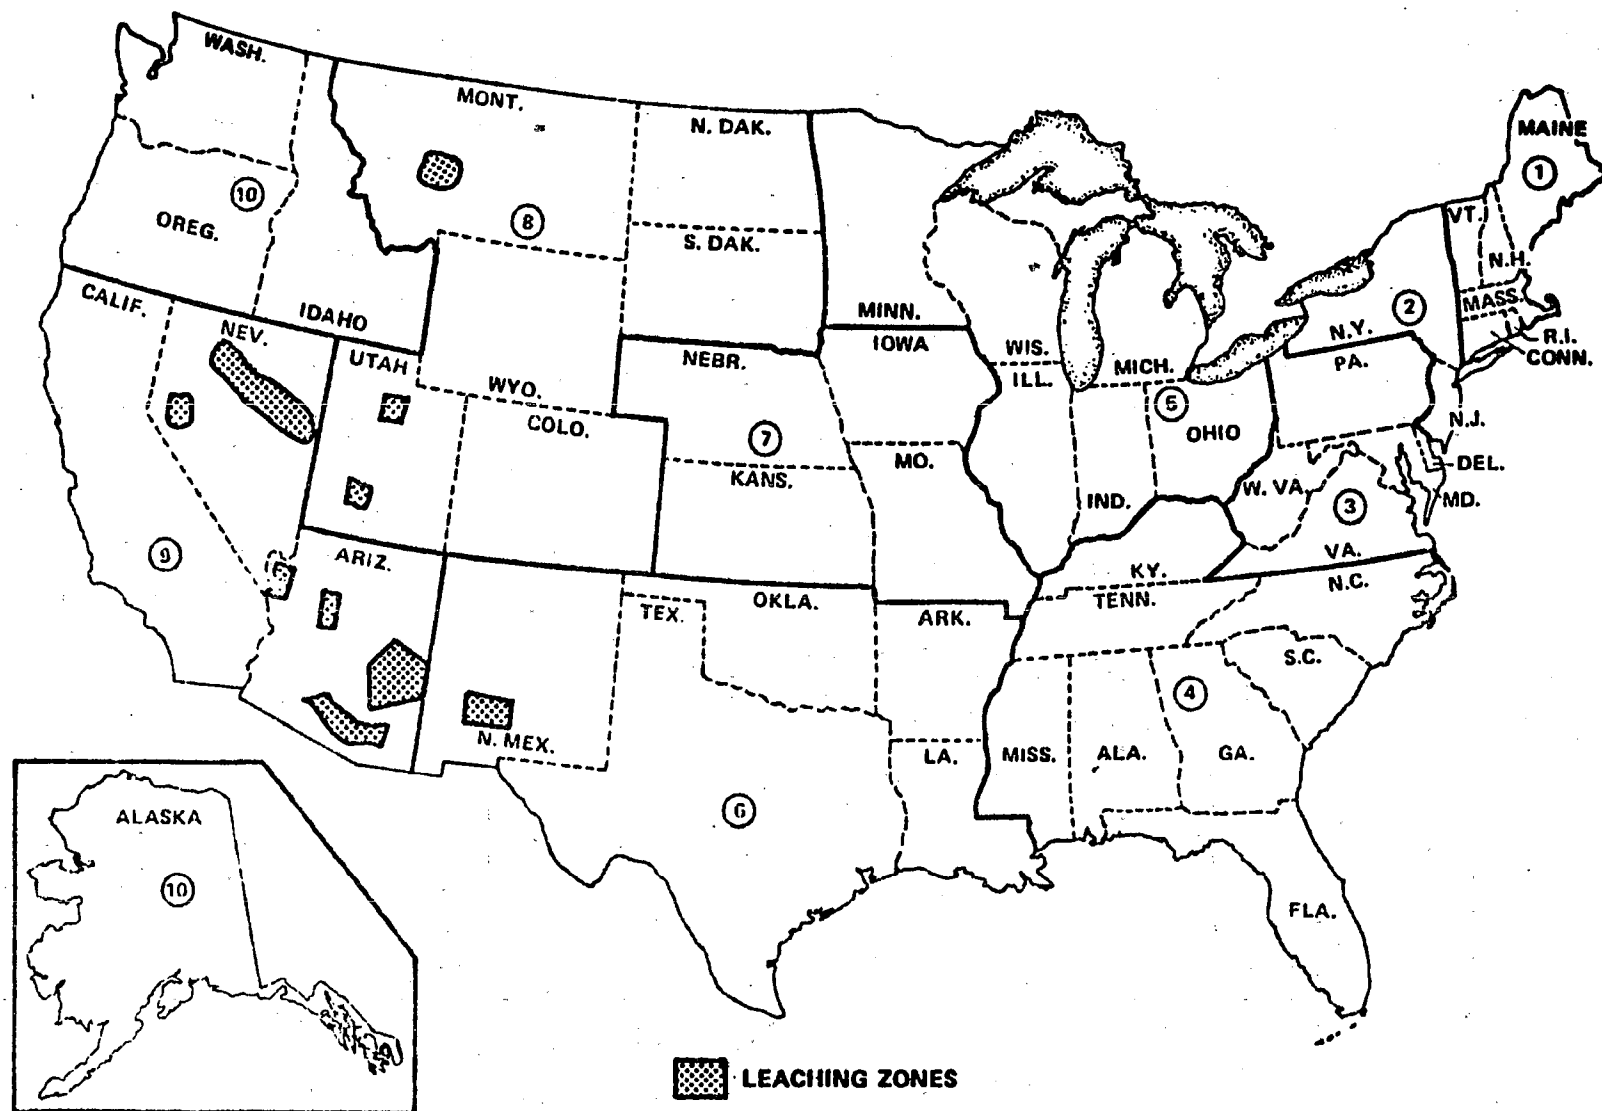 WASH.
MONT.
N. DAK.
MAINE
1
10
OREG.
8
S. DAK.
VT.
N.H.
CALIF.
IDAHO
NEV.
MINN.
IOWA
2
N.Y.
MASS.
R.I.
CONN.
UTAH
WYO.
NEBR.
WIS.
ILL.
MICH.
PA.
COLO.
7
5
OHIO
N.J.
KANS.
MO.
IND.
W. VA.
DEL.
MD.
3
9
ARIZ.
VA.
KY.
N.C.
TEX.
OKLA.
ARK.
TENN.
S.C.
4
N. MEX.
LA.
MISS.
ALA.
GA.
6
ALASKA
10
FLA.
LEACHING ZONES